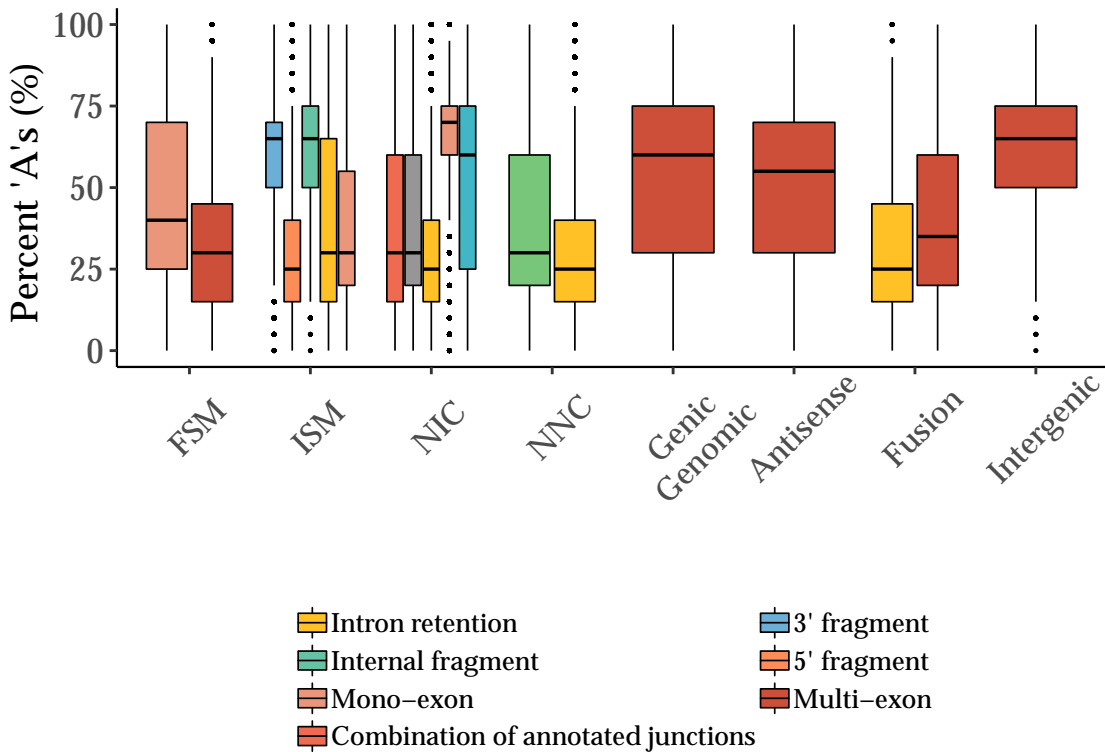 Percent 'A's (%)
100
75
50
25
0
FSM
ISM
NIC
NNC
Genic
Genomic
Antisense
Fusion
Intergenic
Intron retention
Internal fragment
Mono−exon
Combination of annotated junctions
3' fragment
5' fragment
Multi−exon